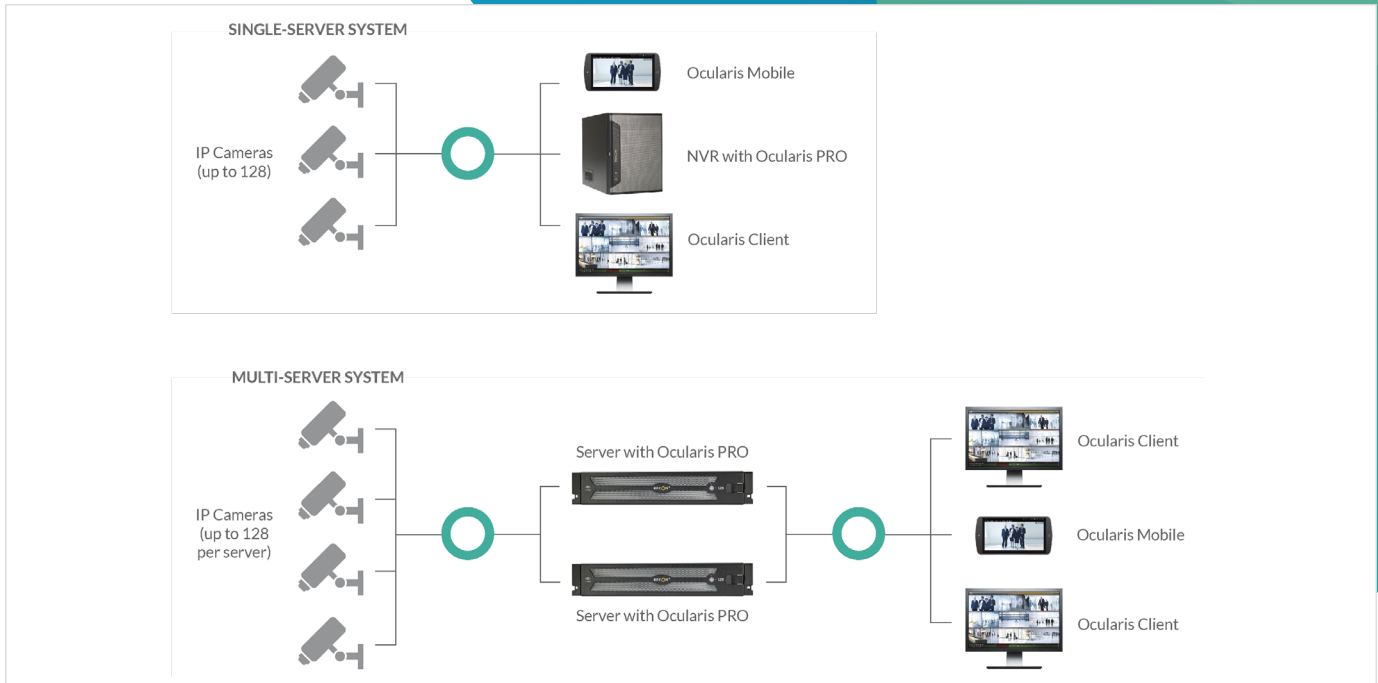 SINGLE-SERVER SYSTEM
Ocularis Mobile
IP Cameras
(up to 128)
NVR with Ocularis PRO
Ocularis Client
MULTI-SERVER SYSTEM
Server with Ocularis PRO
Ocularis Client
IP Cameras
(up to 128
per server)
Ocularis Mobile
Server with Ocularis PRO
Ocularis Client